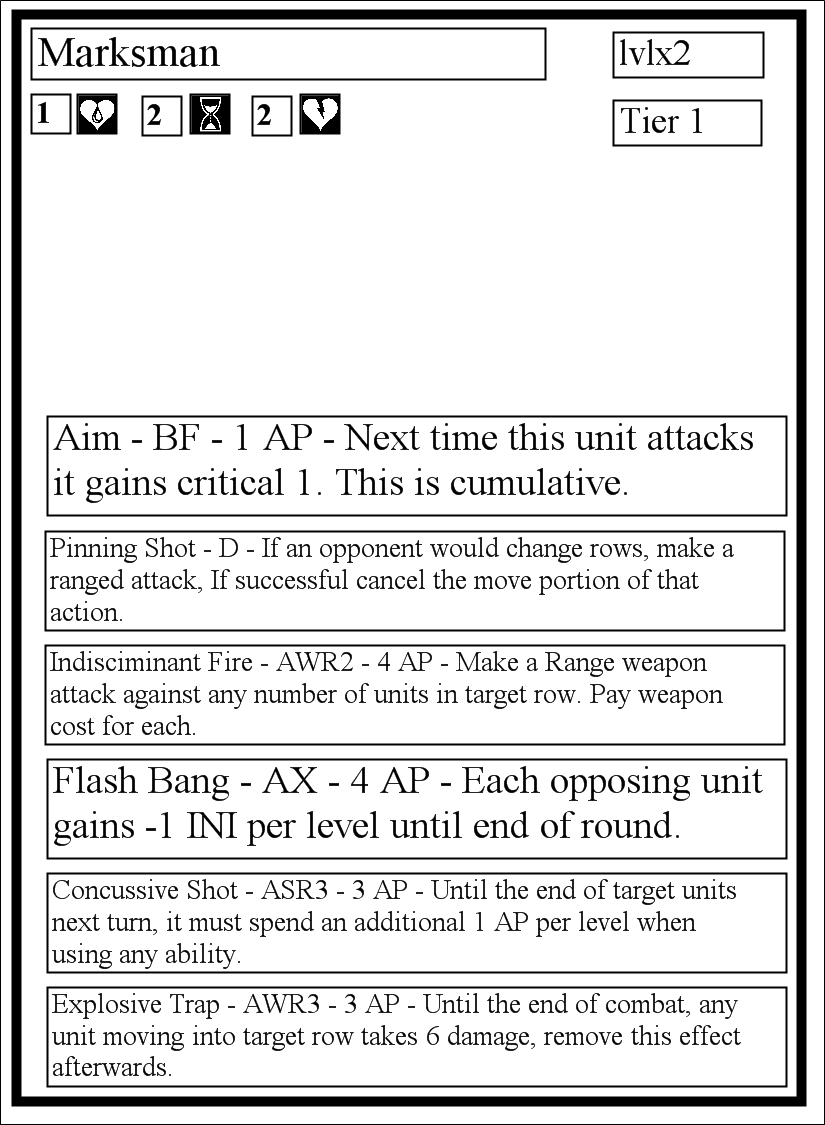 Marksman
lvlx2
1 2 2
Tier 1
Aim - BF - 1 AP - Next time this unit attacks
it gains critical 1. This is cumulative.
Pinning Shot - D - If an opponent would change rows, make a
ranged attack, If successful cancel the move portion of that
action.
Indisciminant Fire - AWR2 - 4 AP - Make a Range weapon
attack against any number of units in target row. Pay weapon
cost for each.
Flash Bang - AX - 4 AP - Each opposing unit
gains -1 INI per level until end of round.
Concussive Shot - ASR3 - 3 AP - Until the end of target units
next turn, it must spend an additional 1 AP per level when
using any ability.
Explosive Trap - AWR3 - 3 AP - Until the end of combat, any
unit moving into target row takes 6 damage, remove this effect
afterwards.